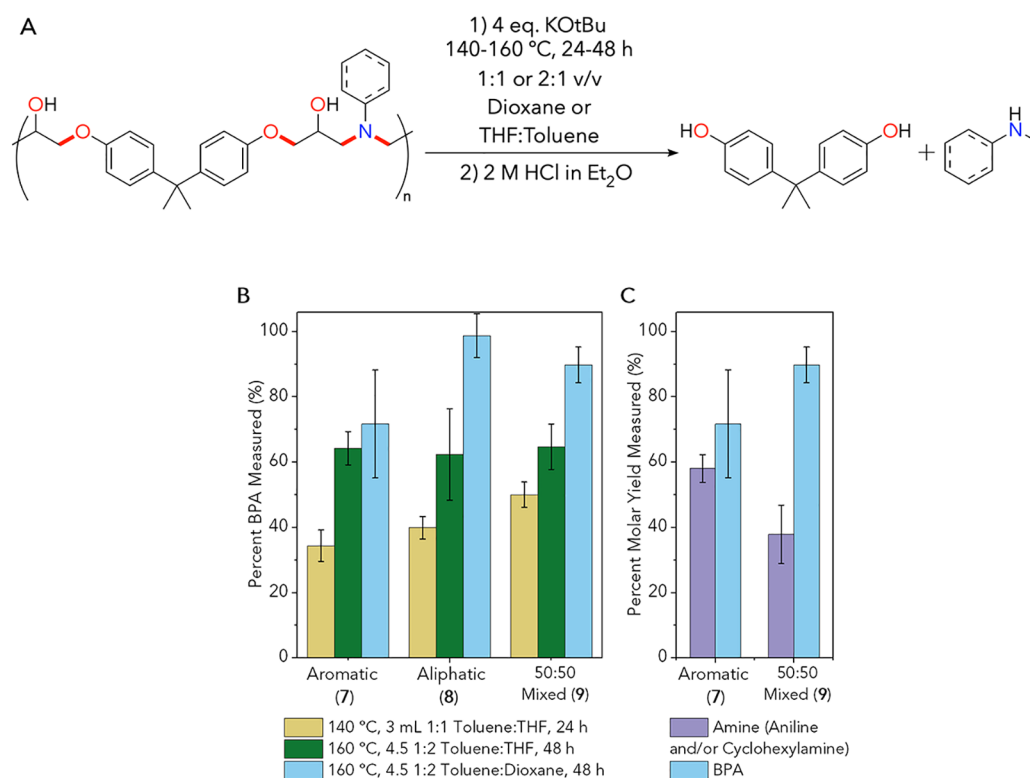 A
1) 4 eq. KOtBu
140-160 °C, 24-48 h
1:1 or 2:1 v/v
Dioxane or
THF:Toluene
2) 2 M HCl in Et₂O
OH
O
O
OH
N
n
HO
OH
+
H
N
B
Percent BPA Measured (%)
100
80
60
40
20
0
Aromatic
(7)
Aliphatic
(8)
50:50
Mixed (9)
140 °C, 3 mL 1:1 Toluene:THF, 24 h
160 °C, 4.5 1:2 Toluene:THF, 48 h
160 °C, 4.5 1:2 Toluene:Dioxane, 48 h
C
Percent Molar Yield Measured (%)
100
80
60
40
20
0
Aromatic
(7)
50:50
Mixed (9)
Amine (Aniline
and/or Cyclohexylamine)
BPA